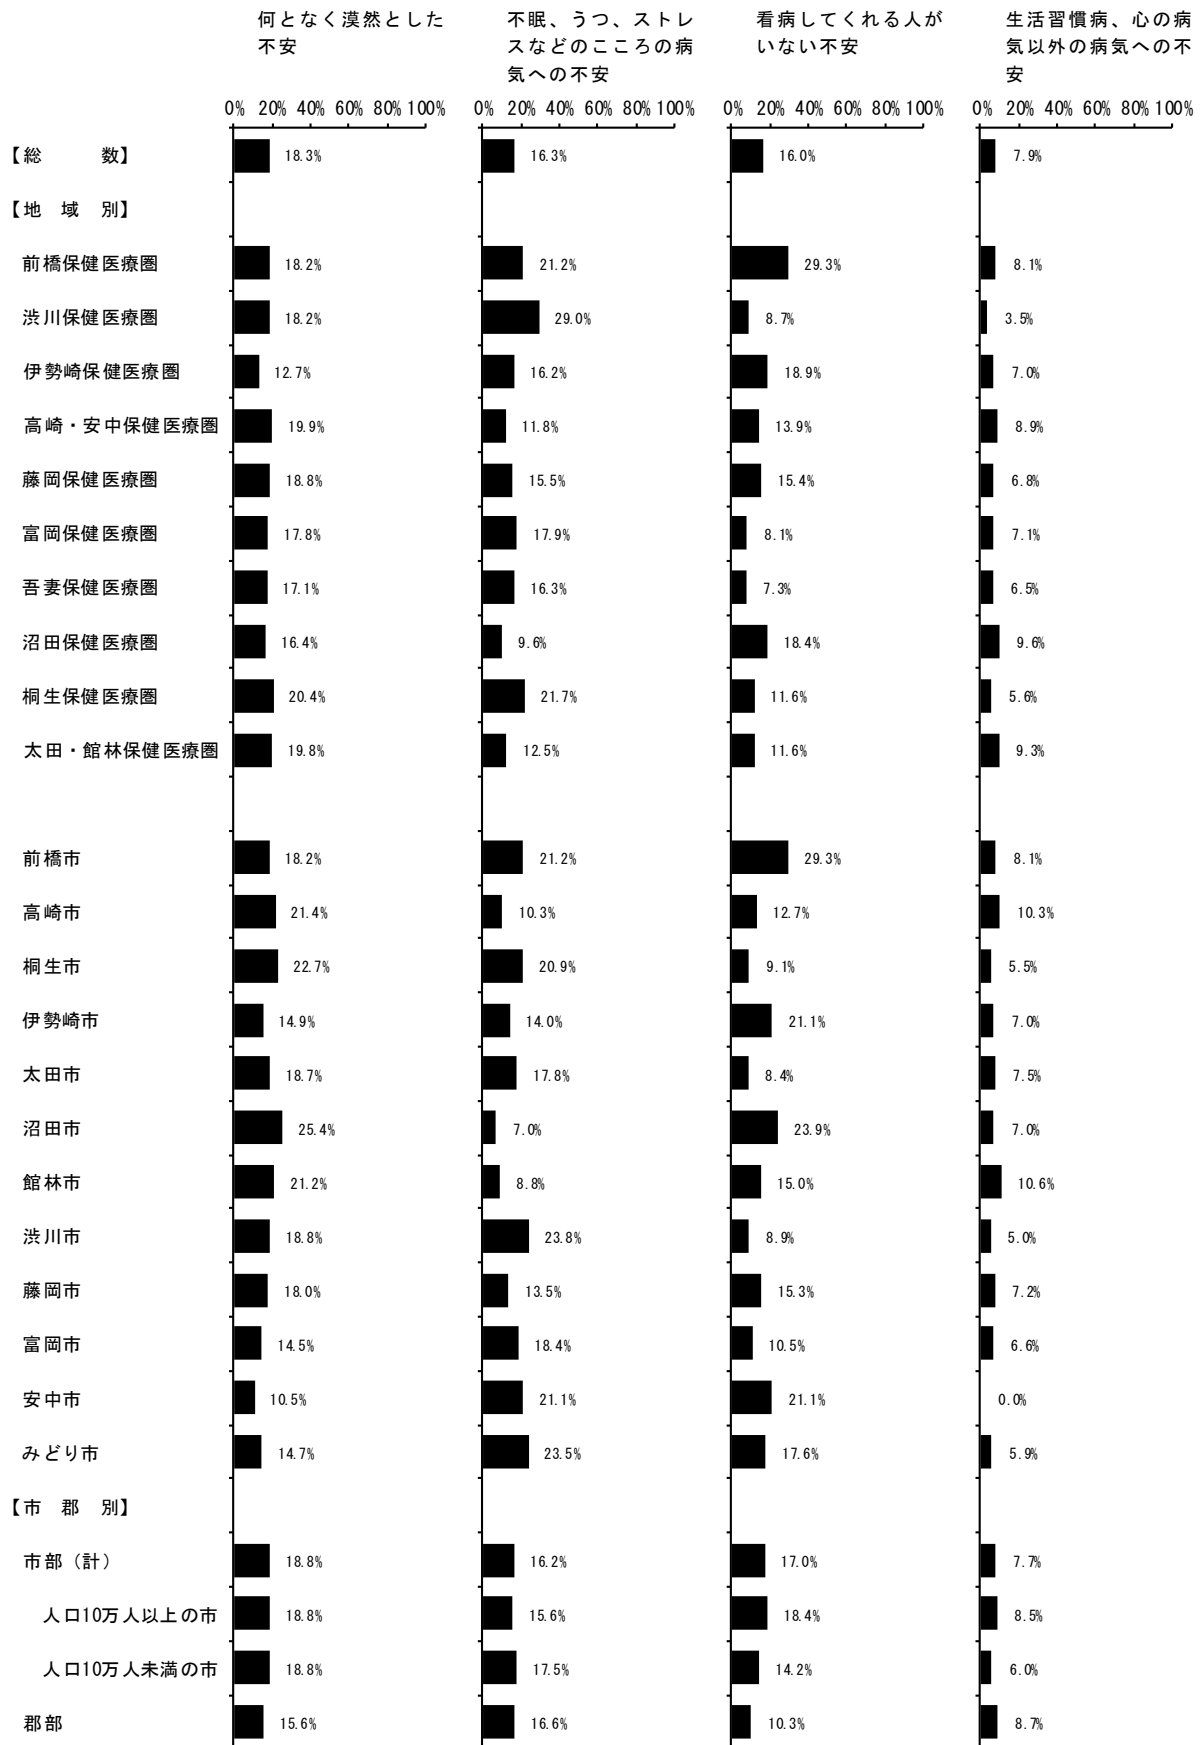 何となく漠然とした
不安
不眠、うつ、ストレ
スなどのこころの病
気への不安
看病してくれる人が
いない不安
生活習慣病、心の病
気以外の病気への不
安
0% 20% 40% 60% 80% 100% 0% 20% 40% 60% 80% 100% 0% 20% 40% 60% 80% 100% 0% 20% 40% 60% 80% 100%
【総　　　数】 18.3% 16.3% 16.0% 7.9%
【地　域　別】
前橋保健医療圏 18.2% 21.2% 29.3% 8.1%
渋川保健医療圏 18.2% 29.0% 8.7% 3.5%
伊勢崎保健医療圏 12.7% 16.2% 18.9% 7.0%
高崎・安中保健医療圏 19.9% 11.8% 13.9% 8.9%
藤岡保健医療圏 18.8% 15.5% 15.4% 6.8%
富岡保健医療圏 17.8% 17.9% 8.1% 7.1%
吾妻保健医療圏 17.1% 16.3% 7.3% 6.5%
沼田保健医療圏 16.4% 9.6% 18.4% 9.6%
桐生保健医療圏 20.4% 21.7% 11.6% 5.6%
太田・館林保健医療圏 19.8% 12.5% 11.6% 9.3%
前橋市 18.2% 21.2% 29.3% 8.1%
高崎市 21.4% 10.3% 12.7% 10.3%
桐生市 22.7% 20.9% 9.1% 5.5%
伊勢崎市 14.9% 14.0% 21.1% 7.0%
太田市 18.7% 17.8% 8.4% 7.5%
沼田市 25.4% 7.0% 23.9% 7.0%
館林市 21.2% 8.8% 15.0% 10.6%
渋川市 18.8% 23.8% 8.9% 5.0%
藤岡市 18.0% 13.5% 15.3% 7.2%
富岡市 14.5% 18.4% 10.5% 6.6%
安中市 10.5% 21.1% 21.1% 0.0%
みどり市 14.7% 23.5% 17.6% 5.9%
【市　郡　別】
市部（計） 18.8% 16.2% 17.0% 7.7%
人口10万人以上の市 18.8% 15.6% 18.4% 8.5%
人口10万人未満の市 18.8% 17.5% 14.2% 6.0%
郡部 15.6% 16.6% 10.3% 8.7%